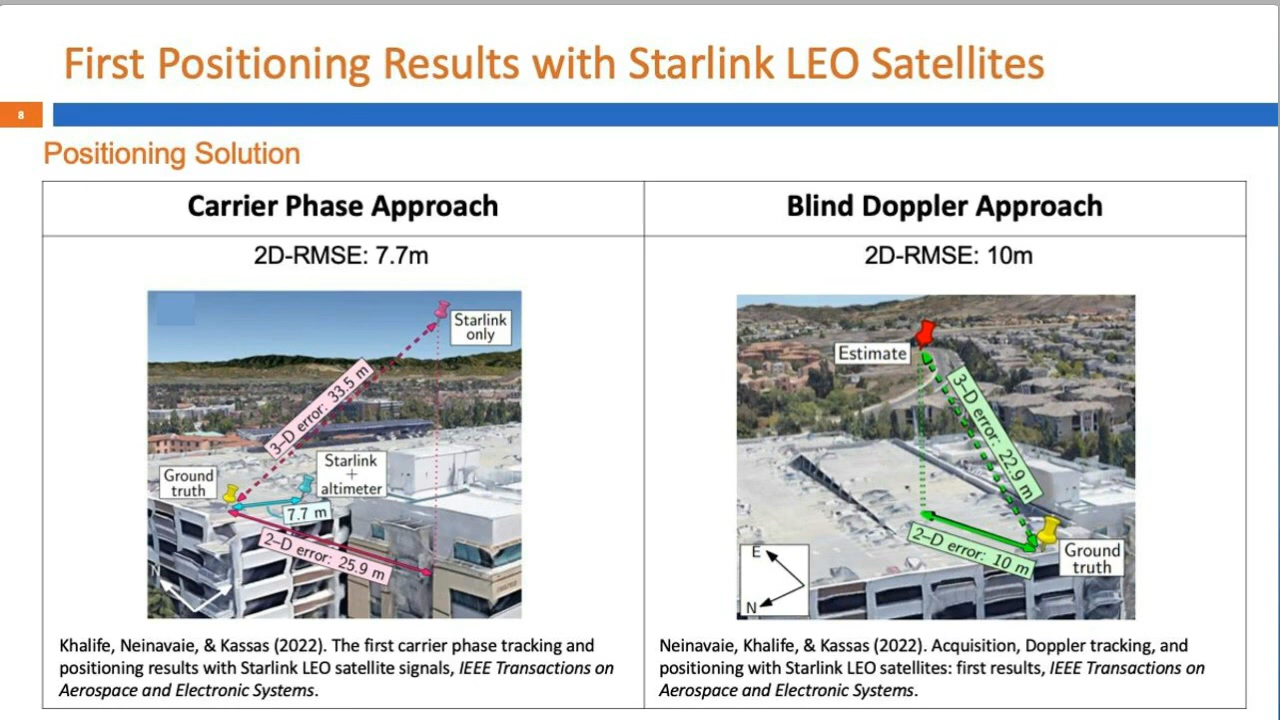 First Positioning Results with Starlink LEO Satellites
8
Positioning Solution
Carrier Phase Approach
2D-RMSE: 7.7m
Starlink
only
3–D error: 33.5 m
Ground
truth
Starlink
+
altimeter
7.7 m
2–D error: 25.9 m
Khalife, Neinavaie, & Kassas (2022). The first carrier phase tracking and
positioning results with Starlink LEO satellite signals, IEEE Transactions on
Aerospace and Electronic Systems.
Blind Doppler Approach
2D-RMSE: 10m
Estimate
3–D error: 22.9 m
2–D error: 10 m
Ground
truth
E
N
Neinavaie, Khalife, & Kassas (2022). Acquisition, Doppler tracking, and
positioning with Starlink LEO satellites: first results, IEEE Transactions on
Aerospace and Electronic Systems.